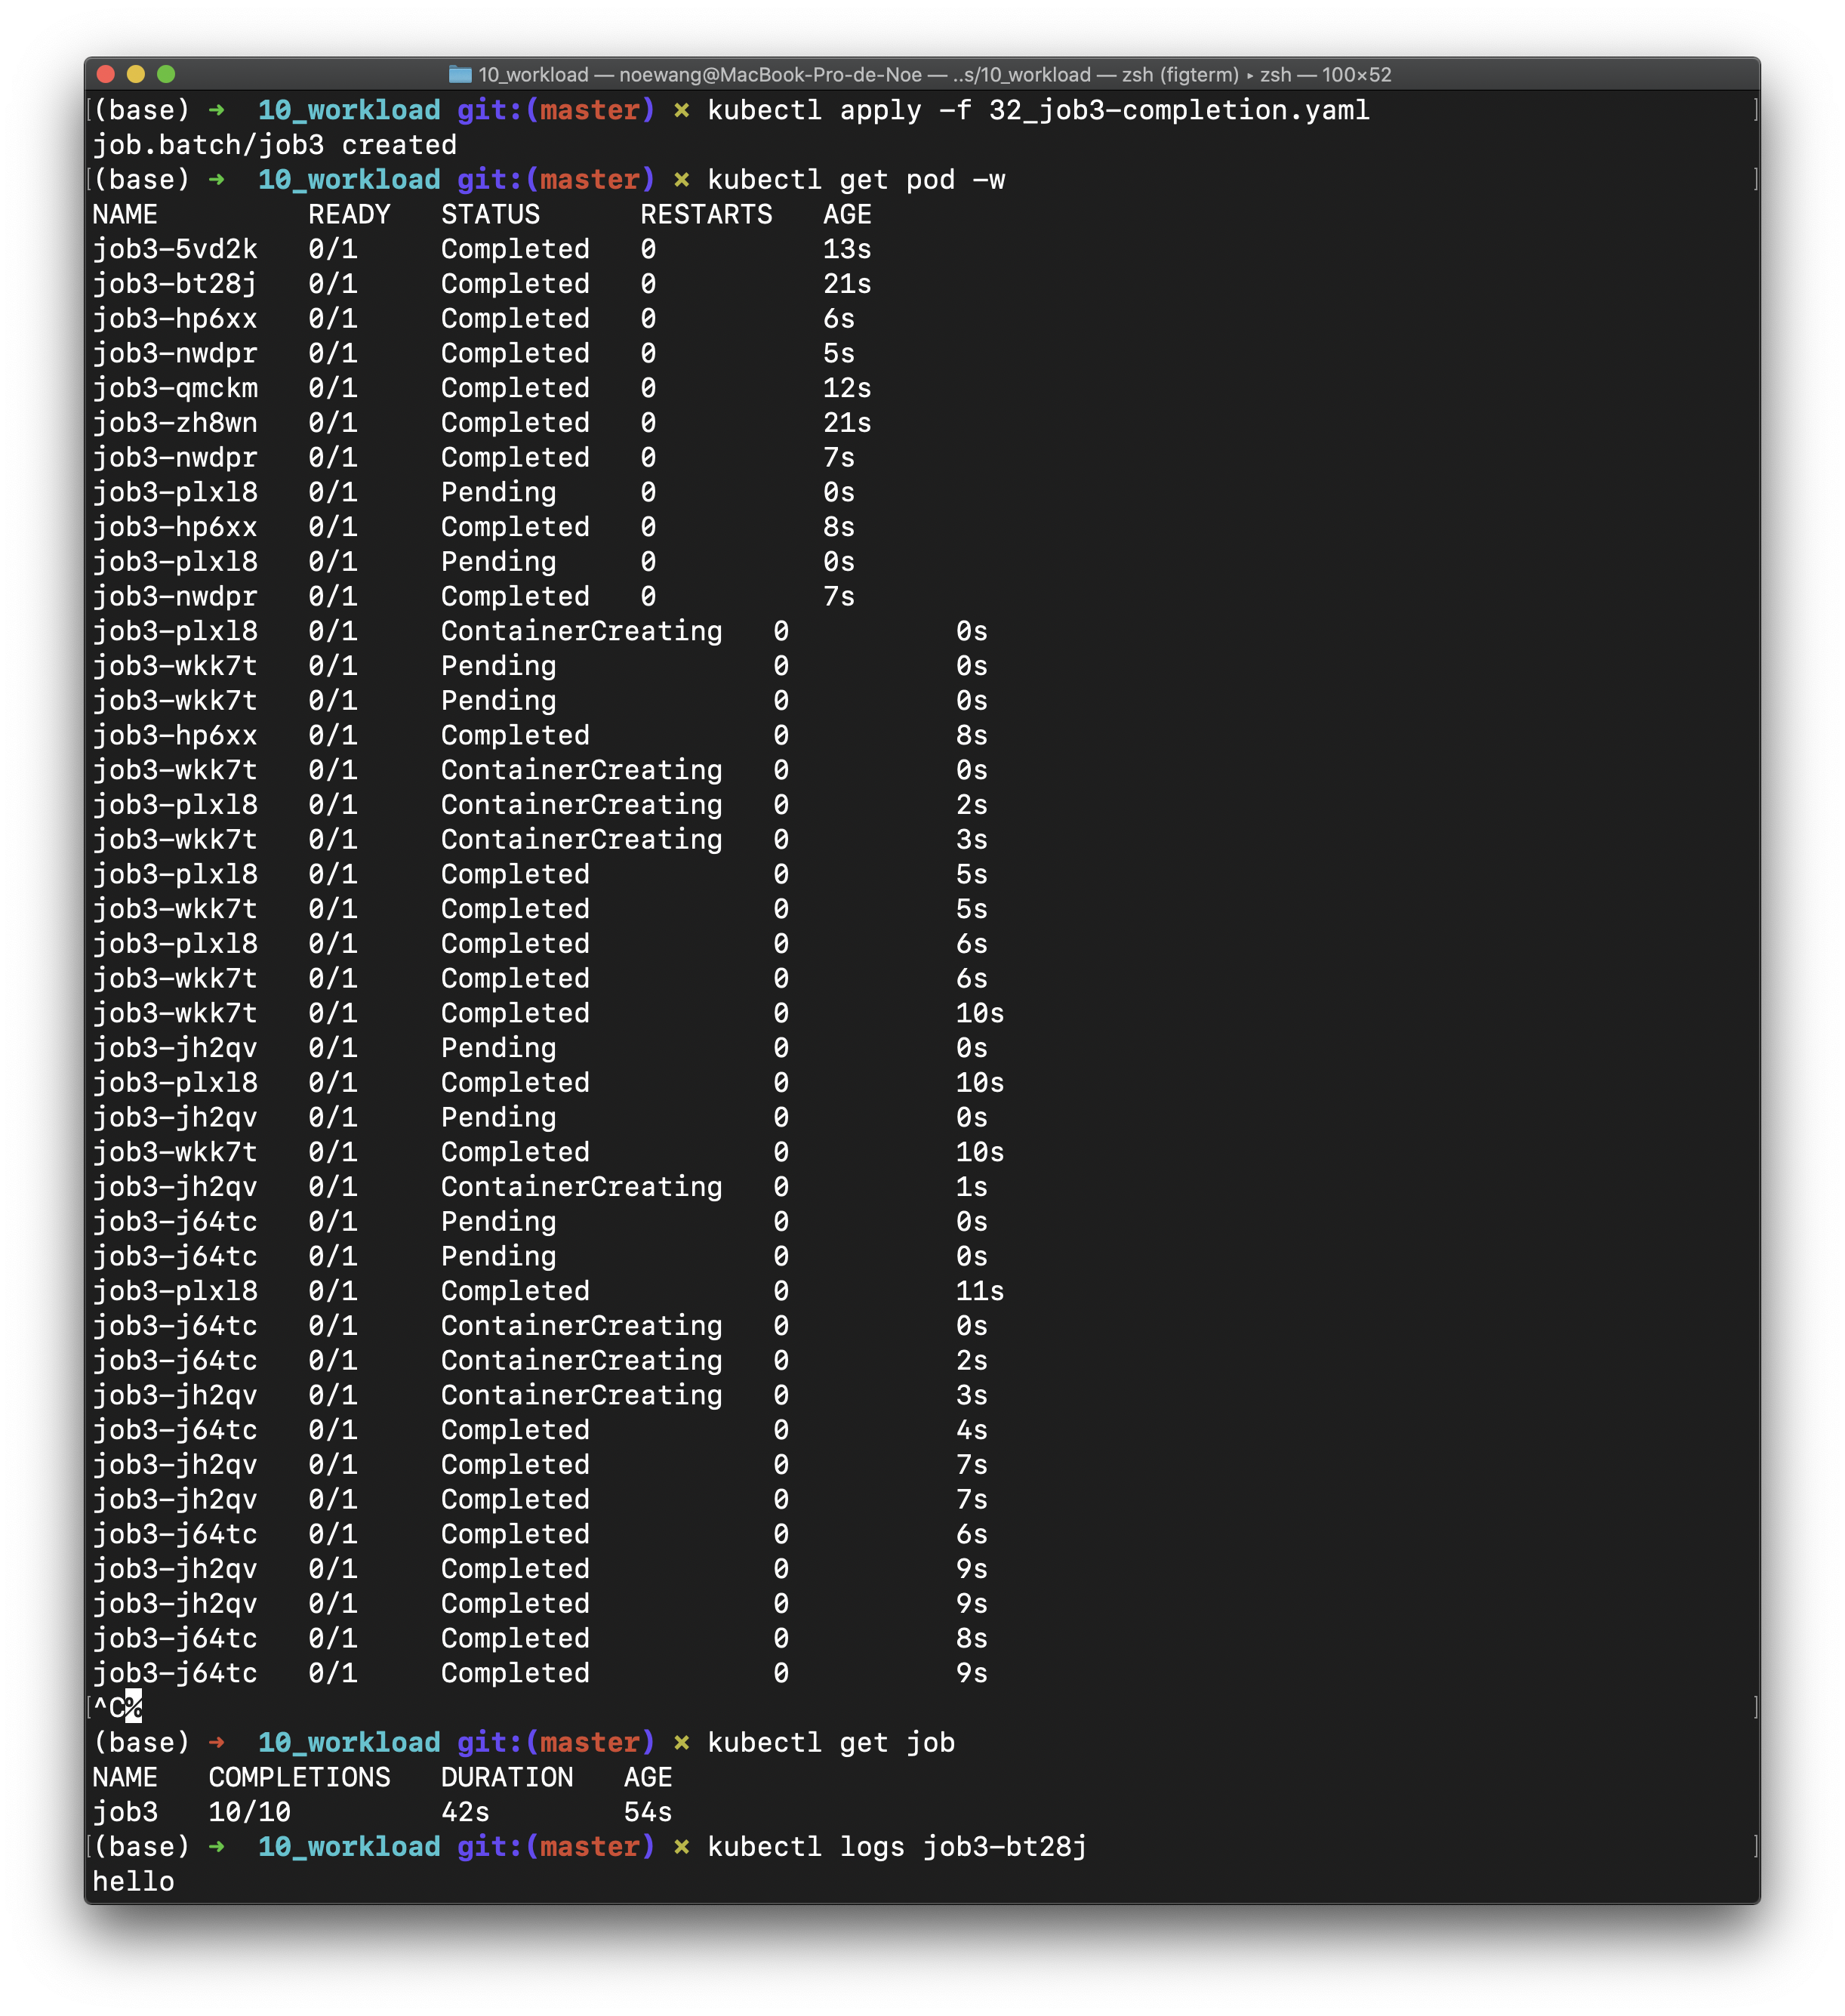 10_workload — noewang@MacBook-Pro-de-Noe — ..s/10_workload — zsh (figterm) ▸ zsh — 100×52
(base) ➜  10_workload git:(master) ✗ kubectl apply -f 32_job3-completion.yaml
job.batch/job3 created
(base) ➜  10_workload git:(master) ✗ kubectl get pod -w
NAME         READY   STATUS      RESTARTS   AGE
job3-5vd2k   0/1     Completed   0          13s
job3-bt28j   0/1     Completed   0          21s
job3-hp6xx   0/1     Completed   0          6s
job3-nwdpr   0/1     Completed   0          5s
job3-qmckm   0/1     Completed   0          12s
job3-zh8wn   0/1     Completed   0          21s
job3-nwdpr   0/1     Completed   0          7s
job3-plxl8   0/1     Pending     0          0s
job3-hp6xx   0/1     Completed   0          8s
job3-plxl8   0/1     Pending     0          0s
job3-nwdpr   0/1     Completed   0          7s
job3-plxl8   0/1     ContainerCreating   0          0s
job3-wkk7t   0/1     Pending             0          0s
job3-wkk7t   0/1     Pending             0          0s
job3-hp6xx   0/1     Completed           0          8s
job3-wkk7t   0/1     ContainerCreating   0          0s
job3-plxl8   0/1     ContainerCreating   0          2s
job3-wkk7t   0/1     ContainerCreating   0          3s
job3-plxl8   0/1     Completed           0          5s
job3-wkk7t   0/1     Completed           0          5s
job3-plxl8   0/1     Completed           0          6s
job3-wkk7t   0/1     Completed           0          6s
job3-wkk7t   0/1     Completed           0          10s
job3-jh2qv   0/1     Pending             0          0s
job3-plxl8   0/1     Completed           0          10s
job3-jh2qv   0/1     Pending             0          0s
job3-wkk7t   0/1     Completed           0          10s
job3-jh2qv   0/1     ContainerCreating   0          1s
job3-j64tc   0/1     Pending             0          0s
job3-j64tc   0/1     Pending             0          0s
job3-plxl8   0/1     Completed           0          11s
job3-j64tc   0/1     ContainerCreating   0          0s
job3-j64tc   0/1     ContainerCreating   0          2s
job3-jh2qv   0/1     ContainerCreating   0          3s
job3-j64tc   0/1     Completed           0          4s
job3-jh2qv   0/1     Completed           0          7s
job3-jh2qv   0/1     Completed           0          7s
job3-j64tc   0/1     Completed           0          6s
job3-jh2qv   0/1     Completed           0          9s
job3-jh2qv   0/1     Completed           0          9s
job3-j64tc   0/1     Completed           0          8s
job3-j64tc   0/1     Completed           0          9s
^C%
(base) ➜  10_workload git:(master) ✗ kubectl get job
NAME   COMPLETIONS   DURATION   AGE
job3   10/10         42s        54s
(base) ➜  10_workload git:(master) ✗ kubectl logs job3-bt28j
hello